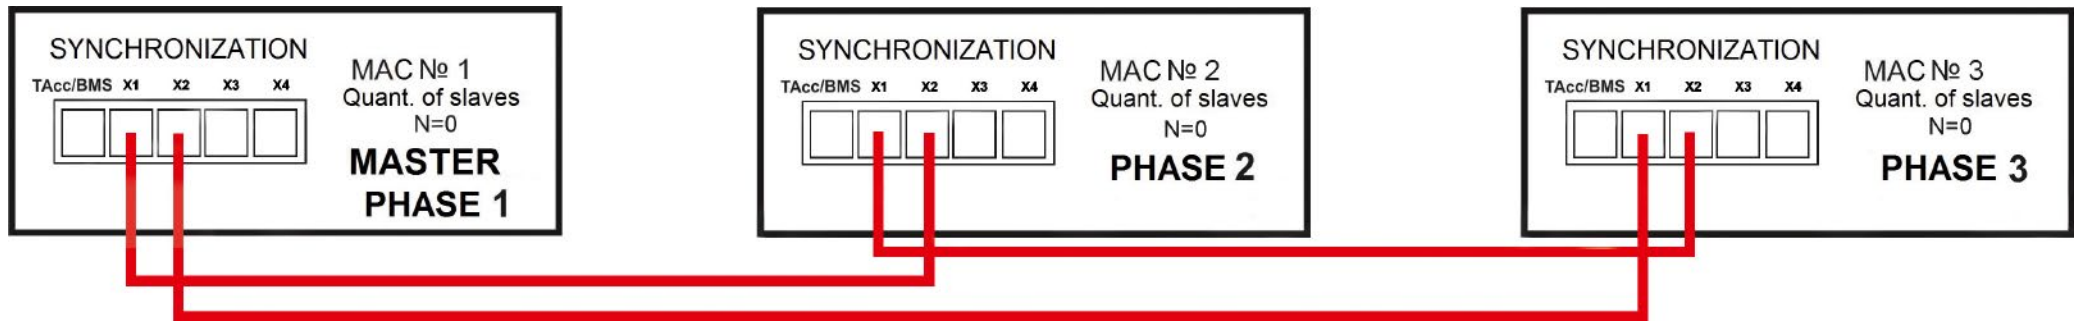 SYNCHRONIZATION
TAcc/BMS X1 X2 X3 X4
MAC № 1
Quant. of slaves
N=0
MASTER
PHASE 1
SYNCHRONIZATION
TAcc/BMS X1 X2 X3 X4
MAC № 2
Quant. of slaves
N=0
PHASE 2
SYNCHRONIZATION
TAcc/BMS X1 X2 X3 X4
MAC № 3
Quant. of slaves
N=0
PHASE 3